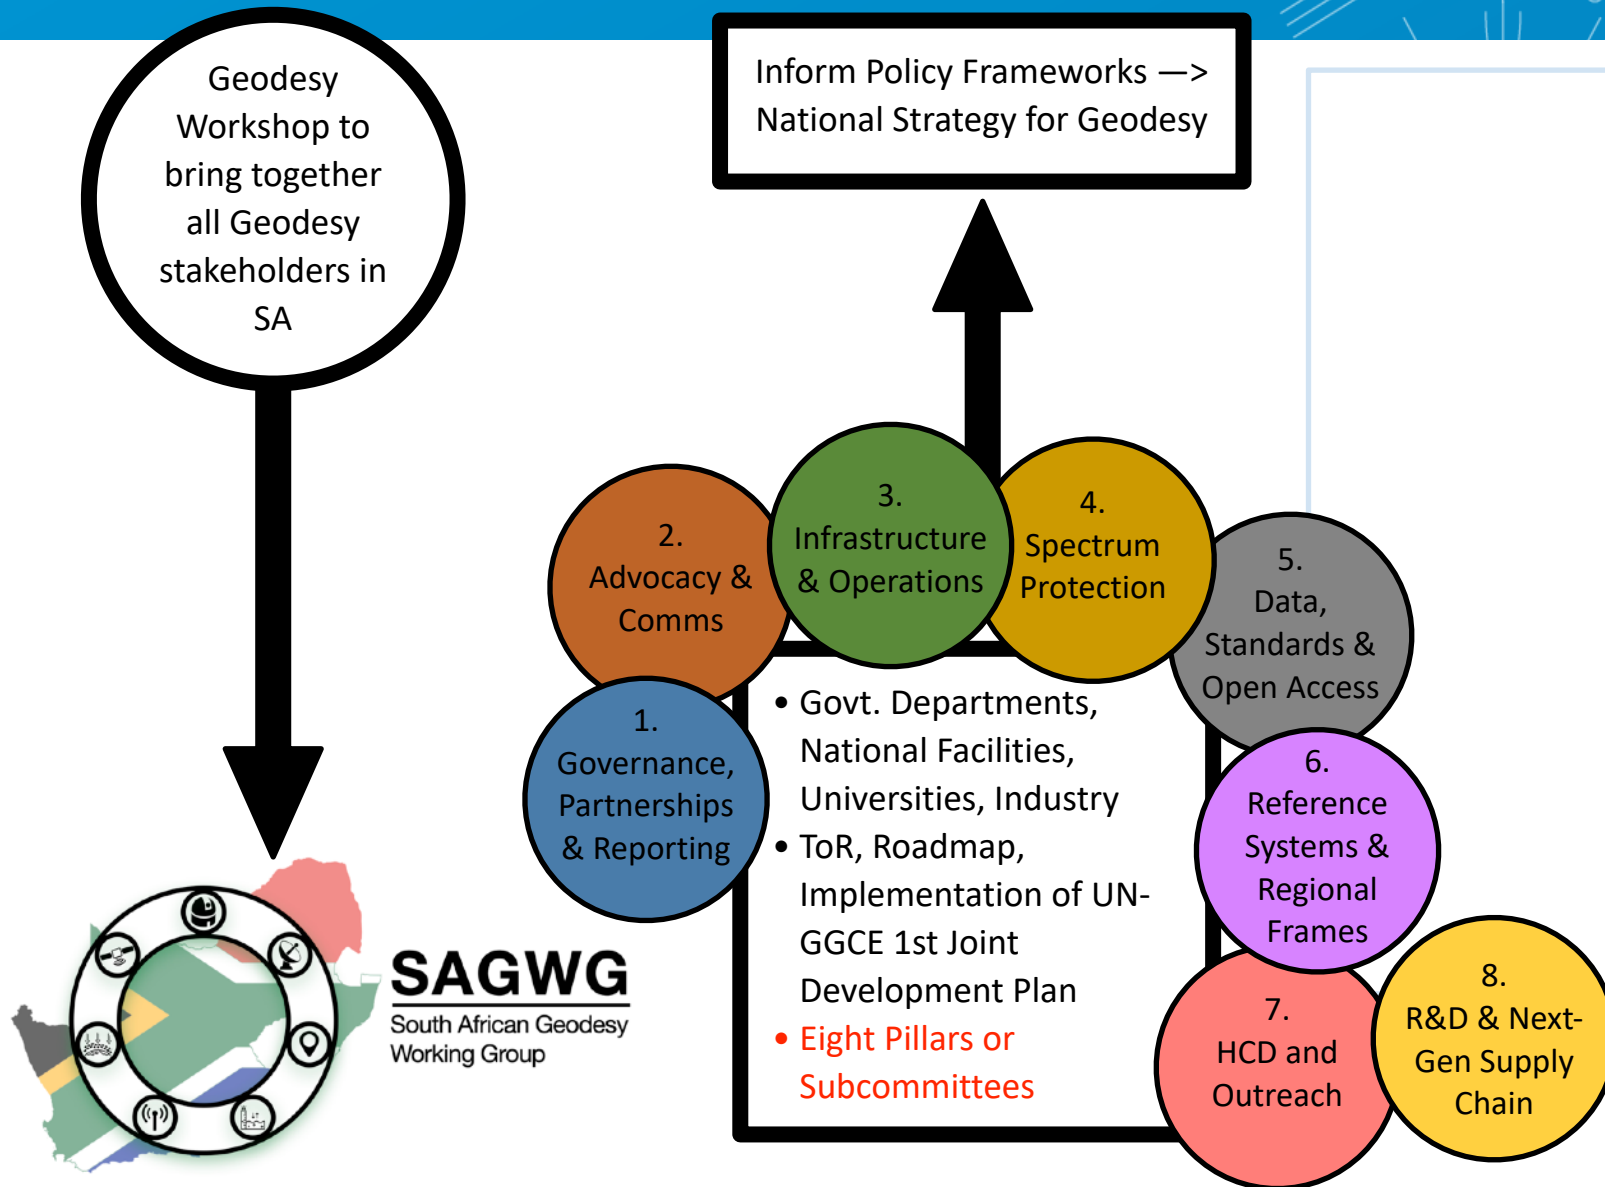 Geodesy
Workshop to
bring together
all Geodesy
stakeholders in
SA
Inform Policy Frameworks —>
National Strategy for Geodesy
1.
Governance,
Partnerships
& Reporting
2.
Advocacy &
Comms
3.
Infrastructure
& Operations
4.
Spectrum
Protection
5.
Data,
Standards &
Open Access
6.
Reference
Systems &
Regional
Frames
7.
HCD and
Outreach
8.
R&D & Next-
Gen Supply
Chain
• Govt. Departments,
National Facilities,
Universities, Industry
• ToR, Roadmap,
Implementation of UN-
GGCE 1st Joint
Development Plan
• Eight Pillars or
Subcommittees
SAGWG
South African Geodesy
Working Group